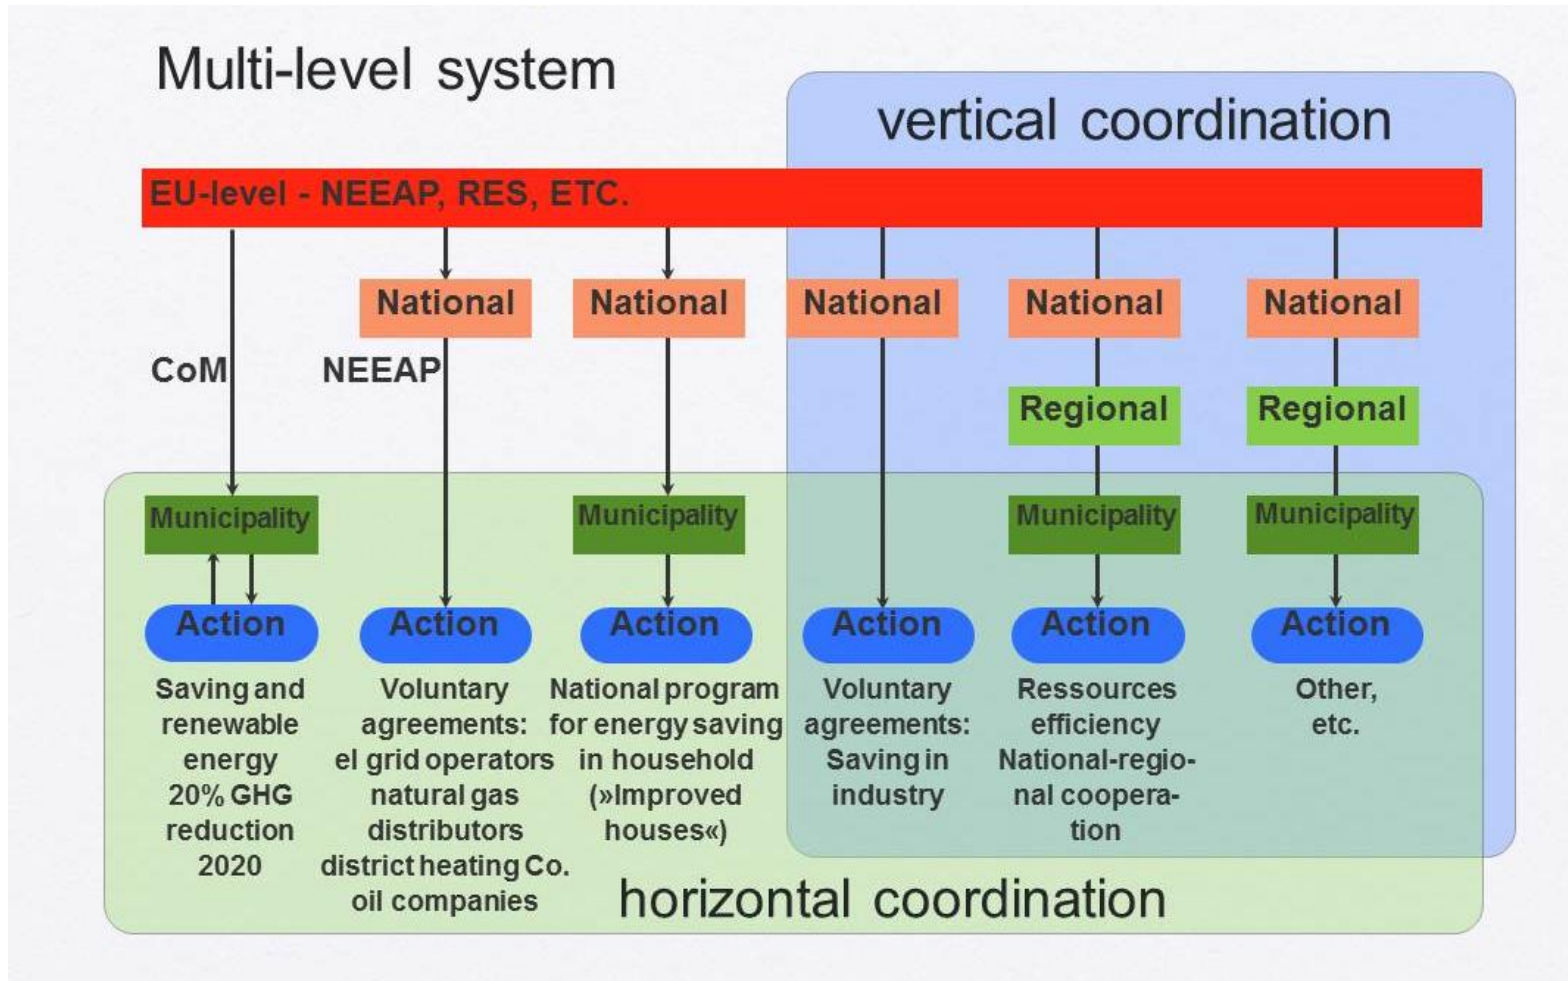 Multi-level system
vertical coordination
EU-level - NEEAP, RES, ETC.
National
National
National
National
National
CoM
NEEAP
Regional
Regional
Municipality
Municipality
Municipality
Municipality
Action
Action
Action
Action
Action
Action
Saving and
renewable
energy
20% GHG
reduction
2020
Voluntary
agreements:
el grid operators
natural gas
distributors
district heating Co.
oil companies
National program
for energy saving
in household
(»Improved
houses«)
Voluntary
agreements:
Saving in
industry
Ressources
efficiency
National-regio-
nal coopera-
tion
Other,
etc.
horizontal coordination